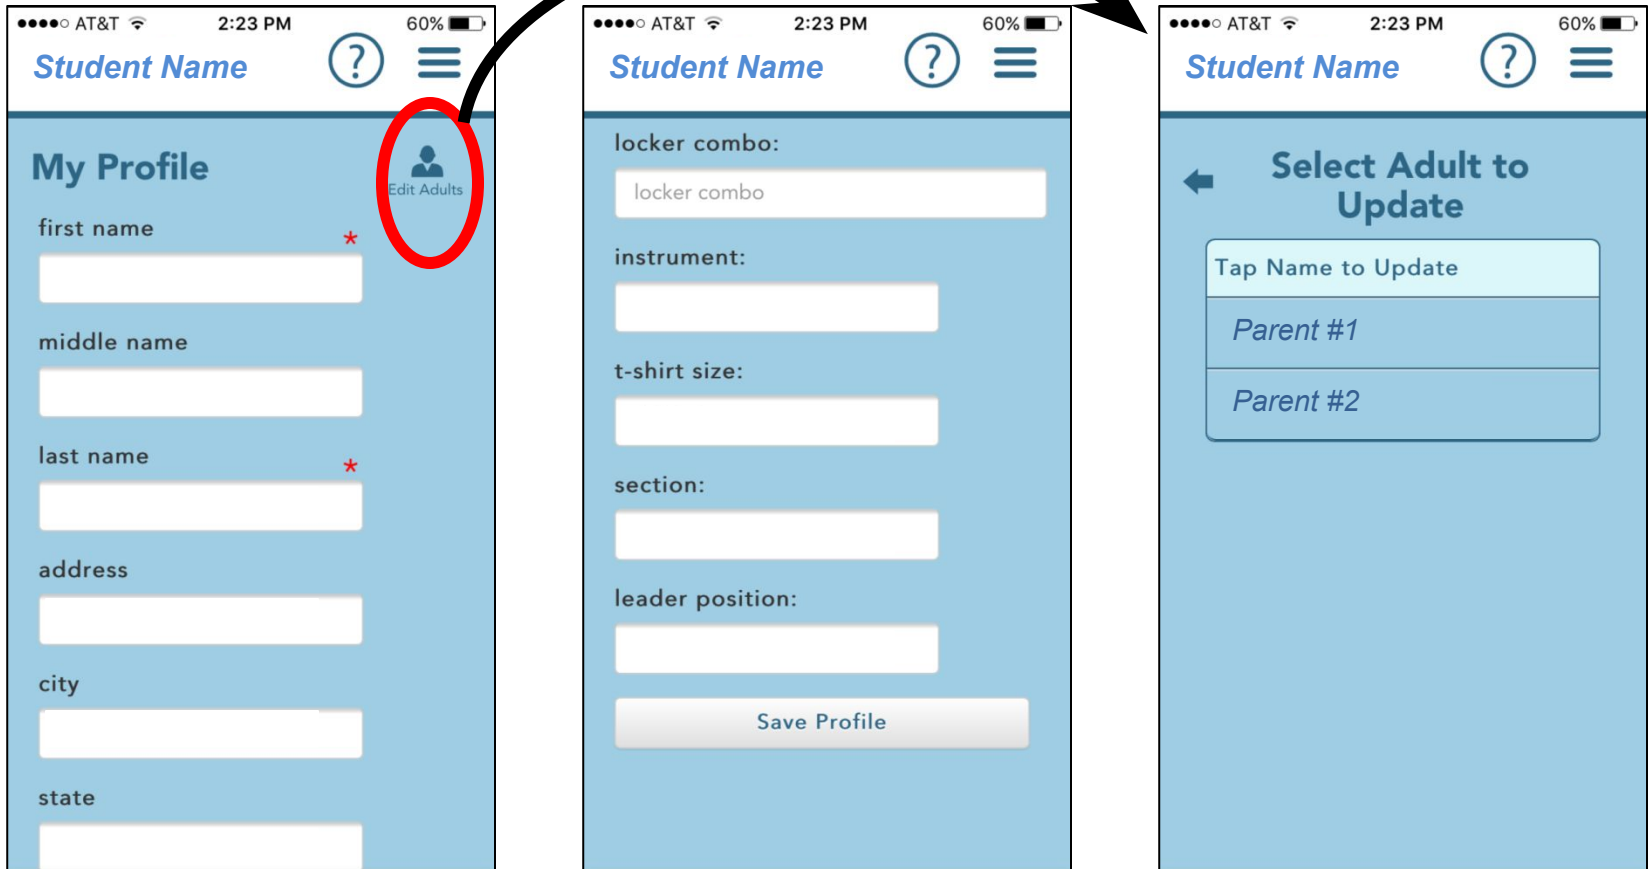 ●●●●○ AT&T 2:23 PM 60%
Student Name ?
My Profile
Edit Adults
first name *
middle name
last name *
address
city
state
●●●●○ AT&T 2:23 PM 60%
Student Name ?
locker combo:
locker combo
instrument:
t-shirt size:
section:
leader position:
Save Profile
●●●●○ AT&T 2:23 PM 60%
Student Name ?
Select Adult to
Update
Tap Name to Update
Parent #1
Parent #2